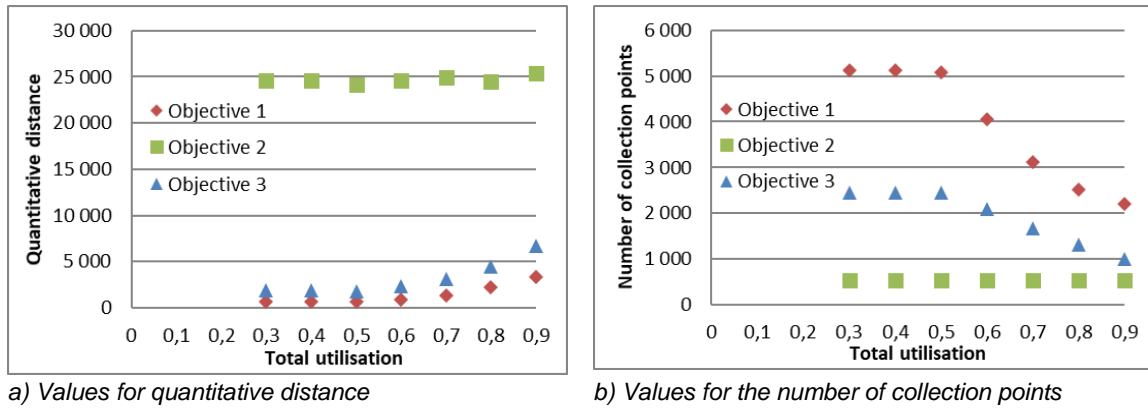 30 000
25 000
20 000
15 000
10 000
5 000
0
Quantitative distance
Objective 1
Objective 2
Objective 3
0 0,1 0,2 0,3 0,4 0,5 0,6 0,7 0,8 0,9
Total utilisation
a) Values for quantitative distance
6 000
5 000
4 000
3 000
2 000
1 000
0
Number of collection points
Objective 1
Objective 2
Objective 3
0 0,1 0,2 0,3 0,4 0,5 0,6 0,7 0,8 0,9
Total utilisation
b) Values for the number of collection points